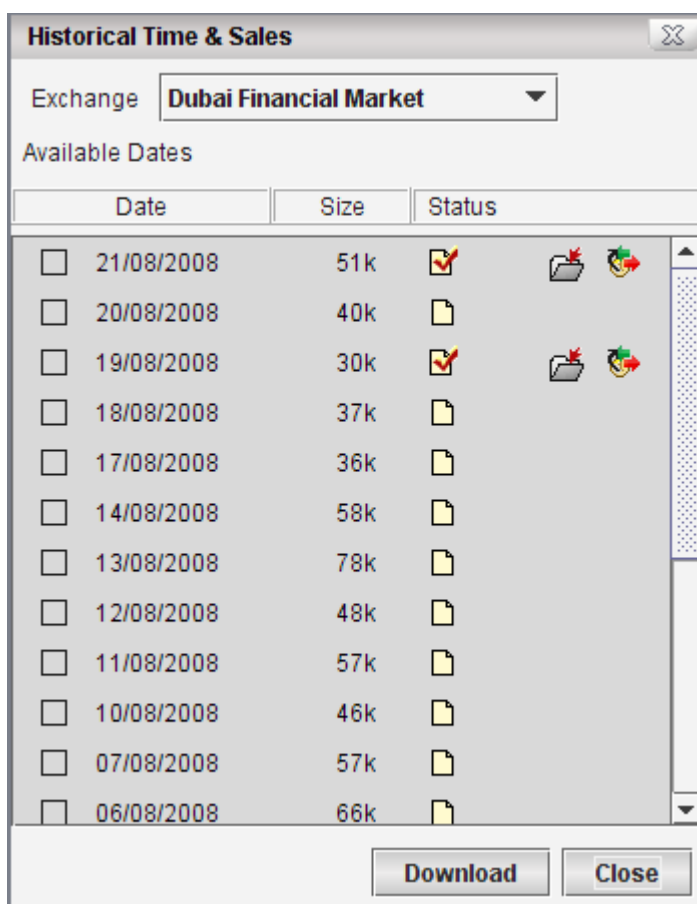 Historical Time & Sales
Exchange Dubai Financial Market
Available Dates
Date Size Status
21/08/2008 51k
20/08/2008 40k
19/08/2008 30k
18/08/2008 37k
17/08/2008 36k
14/08/2008 58k
13/08/2008 78k
12/08/2008 48k
11/08/2008 57k
10/08/2008 46k
07/08/2008 57k
06/08/2008 66k
Download Close